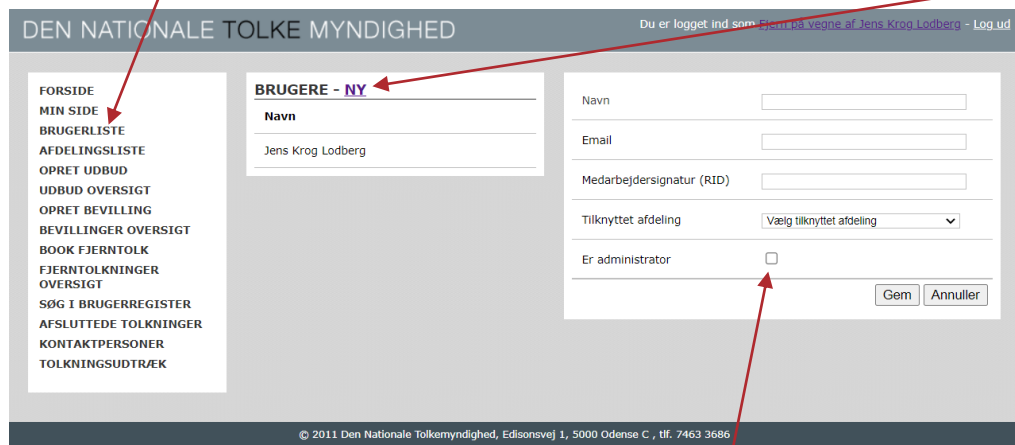 DEN NATIONALE TOLKE MYNDIGHED
Du er logget ind som Fjern på vegne af Jens Krog Lodberg - Log ud
FORSIDE
MIN SIDE
BRUGERLISTE
AFDELINGSLISTE
OPRET UDBUD
UDBUD OVERSIGT
OPRET BEVILLING
BEVILLINGER OVERSIGT
BOOK FJERNTOLK
FJERNTOLKNINGER
OVERSIGT
SØG I BRUGERREGISTER
AFSLUTTEDE TOLKNINGER
KONTAKTPERSONER
TOLKNINGSUDTRÆK
BRUGERE - NY
Navn
Jens Krog Lodberg
Navn
Email
Medarbejdersignatur (RID)
Tilknyttet afdeling
Vælg tilknyttet afdeling
Er administrator
Gem
Annuller
© 2011 Den Nationale Tolkemyndighed, Edisonsvej 1, 5000 Odense C , tlf. 7463 3686